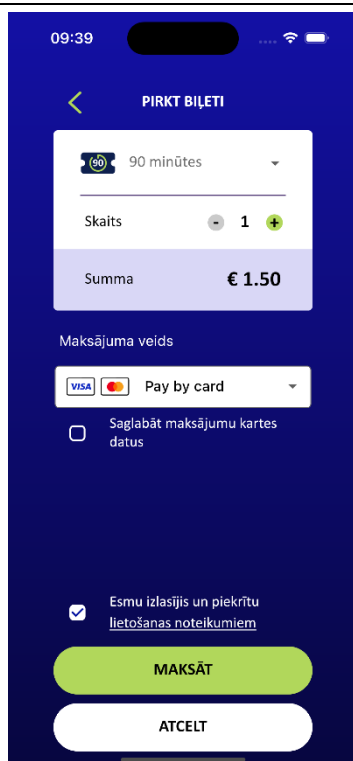 09:39
PIRKT BIĻETI
90 90 minūtes
Skaits - 1 +
Summa € 1.50
Maksājuma veids
VISA Pay by card
Saglabāt maksājumu kartes
datus
Esmu izlasījis un piekrītu
lietošanas noteikumiem
MAKSĀT
ATCELT